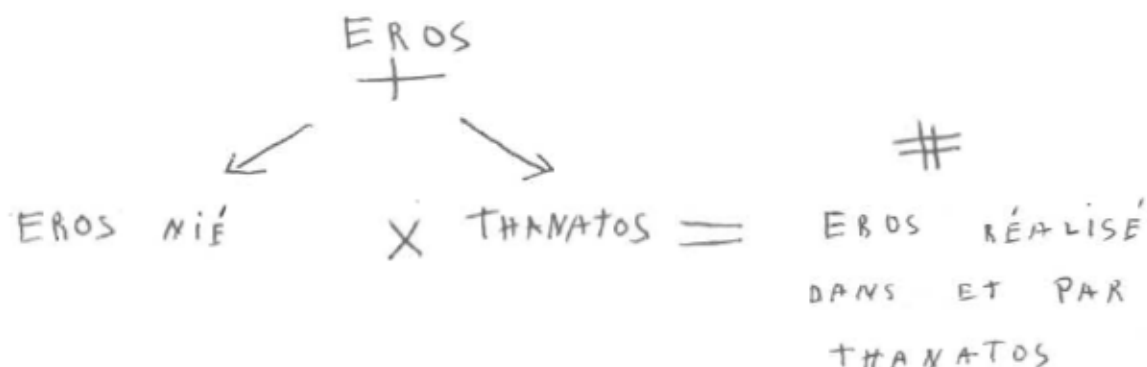 EROS
+
EROS NIÉ X THANATOS = EROS RÉALISÉ
DANS ET PAR
THANATOS